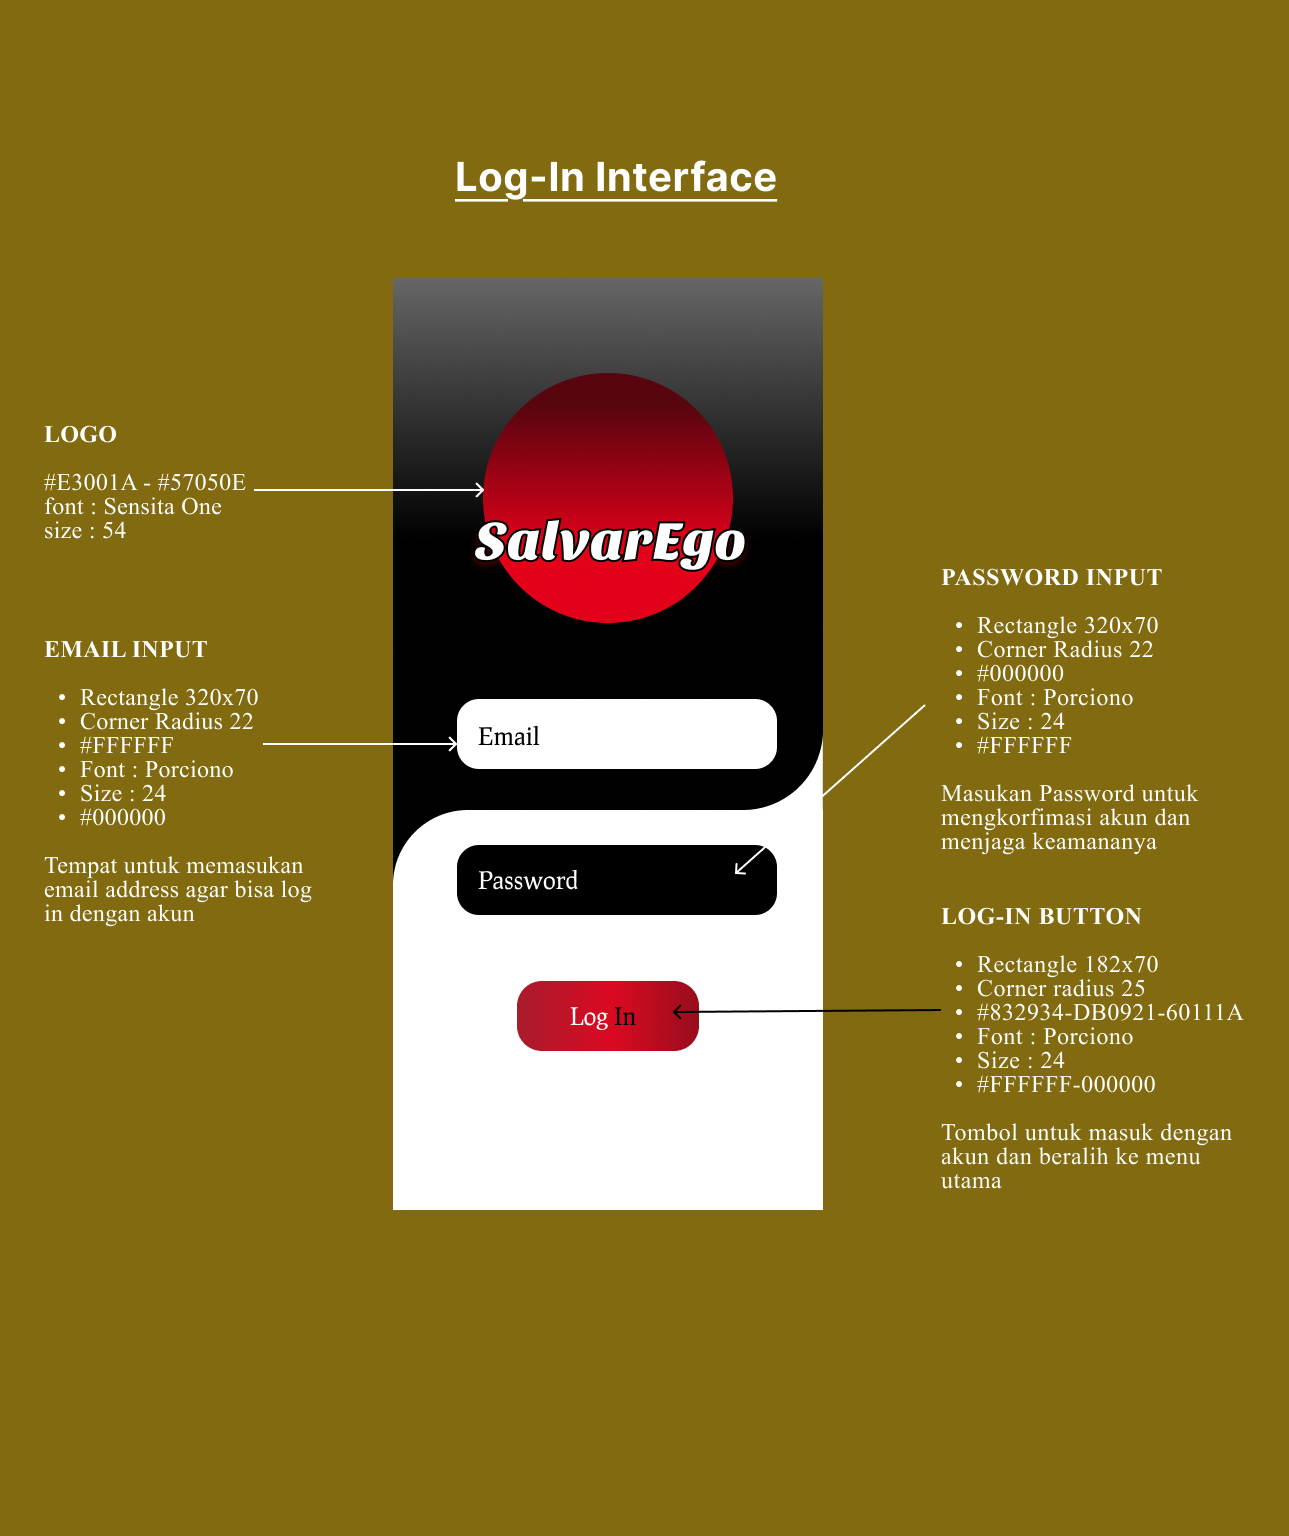 Log-In Interface
LOGO
#E3001A - #57050E
font : Sensita One
size : 54
SalvarEgo
EMAIL INPUT
• Rectangle 320x70
• Corner Radius 22
• #FFFFFF
• Font : Porciono
• Size : 24
• #000000
Tempat untuk memasukan
email address agar bisa log
in dengan akun
Email
Password
Log In
PASSWORD INPUT
• Rectangle 320x70
• Corner Radius 22
• #000000
• Font : Porciono
• Size : 24
• #FFFFFF
Masukan Password untuk
mengkorfimasi akun dan
menjaga keamananya
LOG-IN BUTTON
• Rectangle 182x70
• Corner radius 25
• #832934-DB0921-60111A
• Font : Porciono
• Size : 24
• #FFFFFF-000000
Tombol untuk masuk dengan
akun dan beralih ke menu
utama